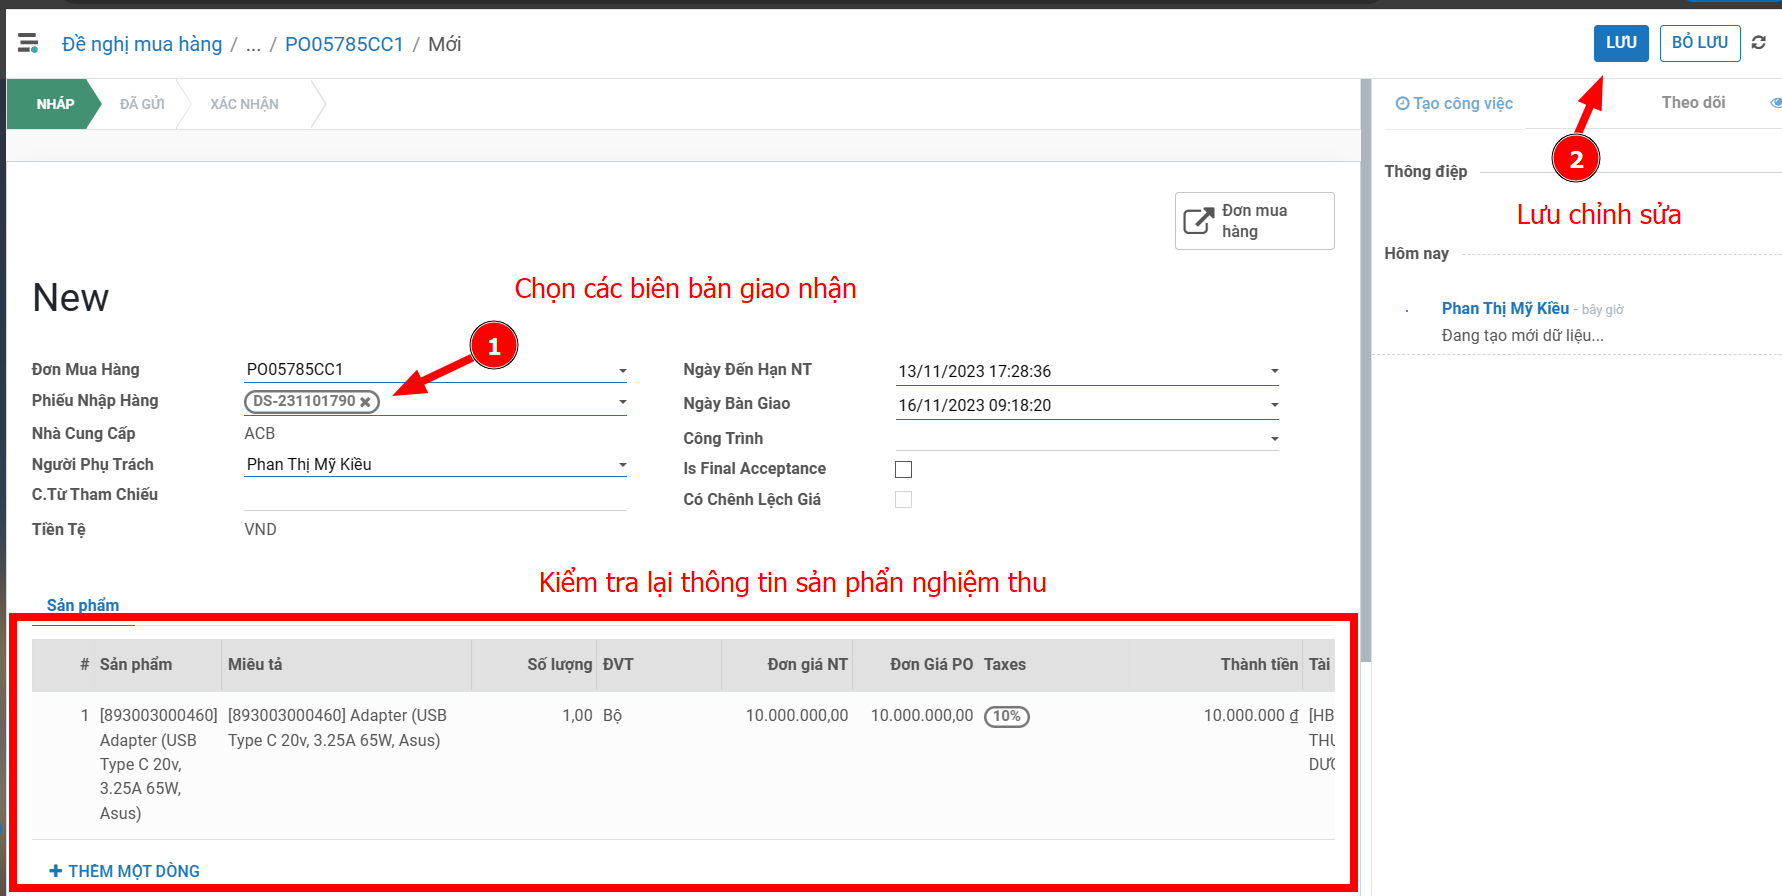 Đề nghị mua hàng / ... / PO05785CC1 / Mới
LƯU
BỎ LƯU
NHÁP
ĐÃ GỬI
XÁC NHẬN
Tạo công việc
Theo dõi
2
Thông điệp
Lưu chỉnh sửa
Đơn mua
hàng
Hôm nay
New
Chọn các biên bản giao nhận
Phan Thị Mỹ Kiều - bây giờ
Đang tạo mới dữ liệu...
1
Đơn Mua Hàng PO05785CC1
Phiếu Nhập Hàng DS-231101790
Nhà Cung Cấp ACB
Người Phụ Trách Phan Thị Mỹ Kiều
C.Từ Tham Chiếu
Tiền Tệ VND
Ngày Đến Hạn NT 13/11/2023 17:28:36
Ngày Bàn Giao 16/11/2023 09:18:20
Công Trình
Is Final Acceptance
Có Chênh Lệch Giá
Kiểm tra lại thông tin sản phẩn nghiệm thu
Sản phẩm
# Sản phẩm Miêu tả Số lượng ĐVT Đơn giá NT Đơn Giá PO Taxes Thành tiền Tài
1 [893003000460] [893003000460] Adapter (USB 1,00 Bộ 10.000.000,00 10.000.000,00 10% 10.000.000 ₫ [HB
Adapter (USB Type C 20v, 3.25A 65W, Asus) THU
Type C 20v, DƯƠ
3.25A 65W,
Asus)
THÊM MỘT DÒNG